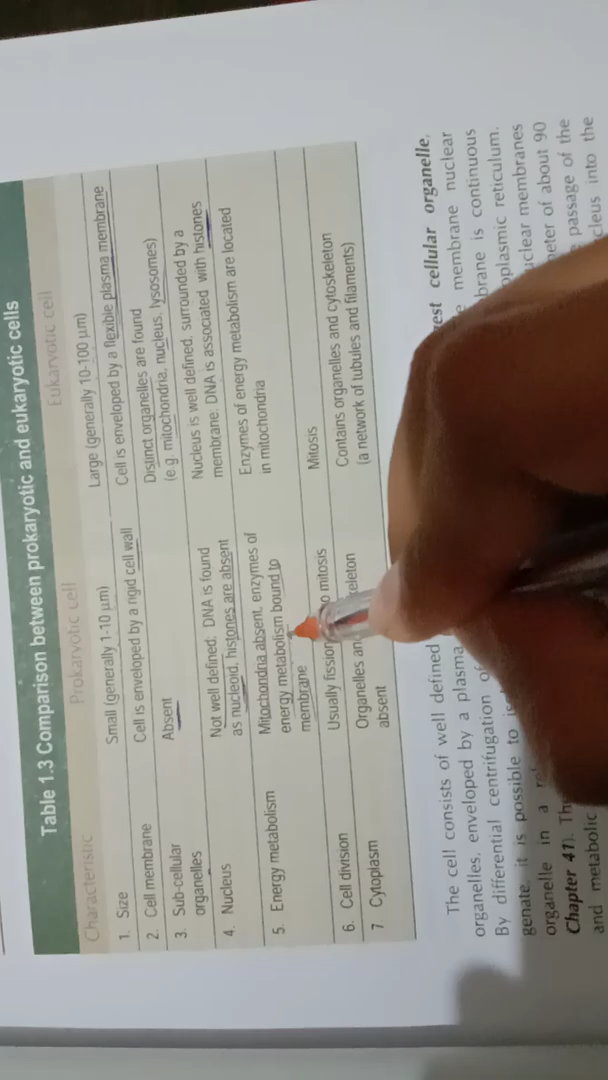 Table 1.3 Comparison between prokaryotic and eukaryotic cells
Characteristic Prokaryotic cell Eukaryotic cell
1. Size Small (generally 1-10 μm) Large (generally 10-100 μm)
2. Cell membrane Cell is enveloped by a rigid cell wall Cell is enveloped by a flexible plasma membrane
3. Sub-cellular Absent Distinct organelles are found
organelles (e.g. mitochondria, nucleus, lysosomes)
4. Nucleus Not well defined; DNA is found Nucleus is well defined, surrounded by a
as nucleoid, histones are absent membrane; DNA is associated with histones
5. Energy metabolism Mitochondria absent, enzymes of Enzymes of energy metabolism are located
energy metabolism bound to in mitochondria
membrane
6. Cell division Usually fission mitosis Mitosis
7 Cytoplasm Organelles Contains organelles and cytoskeleton
absent (a network of tubules and filaments)
The cell consists of well defined
organelles, enveloped by a plasma
By differential centrifugation
genate, it is possible to
organelle in a
Chapter 41).
and metabolic
cellular organelle,
membrane nuclear
is continuous
reticulum.
membranes
of about 90
passage of the
into the